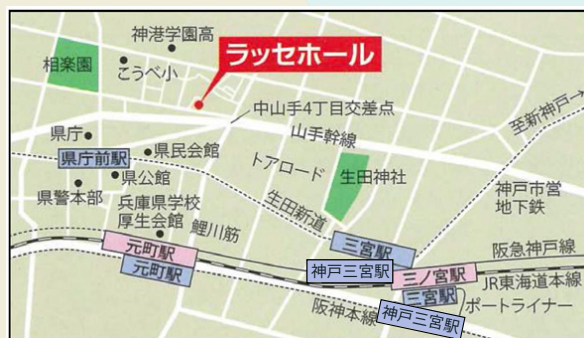 神港学園高
ラッセホール
相楽園
こうべ小
中山手4丁目交差点
山手幹線
至新神戸→
県庁
県民会館
県庁前駅
トアロード
生田神社
県公館
県警本部
神戸市営
地下鉄
兵庫県学校
厚生会館
鯉川筋
生田新道
元町駅
三宮駅
阪急神戸線
元町駅
神戸三宮駅
三ノ宮駅
JR東海道本線
三宮駅
ポートライナー
阪神本線
神戸三宮駅